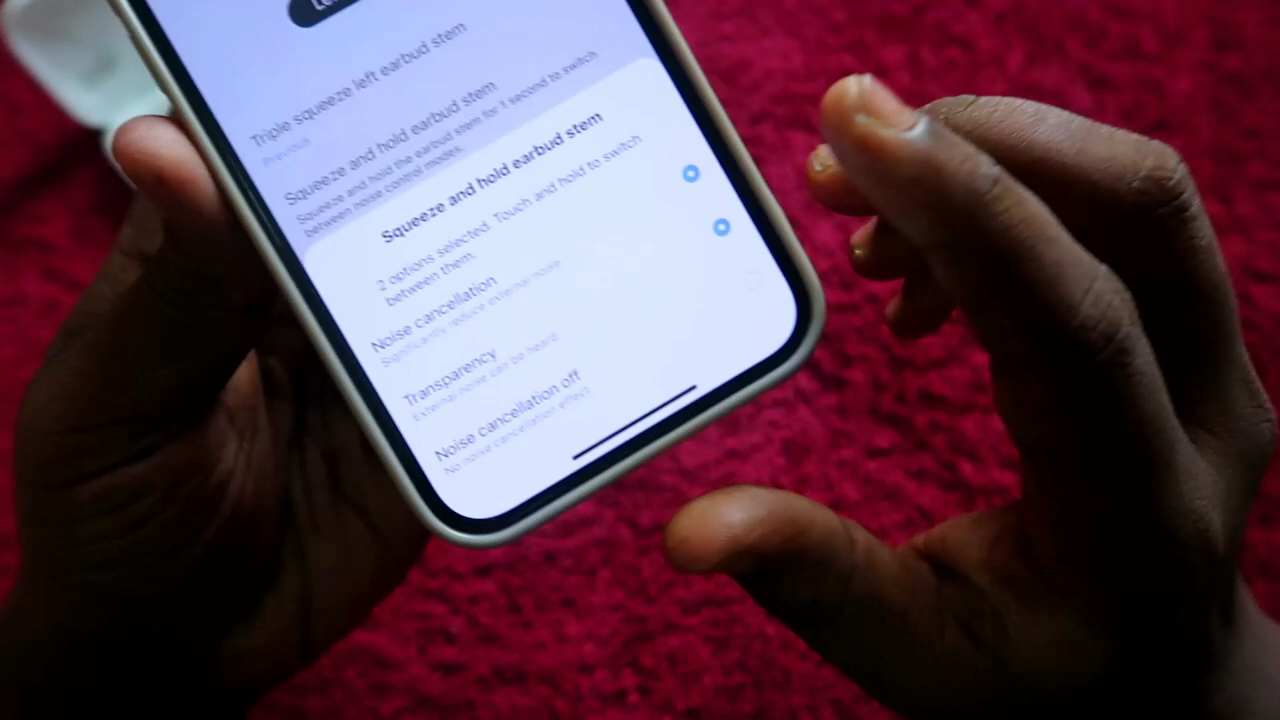 Triple squeeze left earbud stem
Previous
Squeeze and hold earbud stem
Squeeze and hold the earbud stem for 1 second to switch
between noise control modes.
Squeeze and hold earbud stem
2 options selected. Touch and hold to switch
between them.
Noise cancellation
Significantly reduce external noise
Transparency
External noise can be heard
Noise cancellation off
No noise cancellation effect